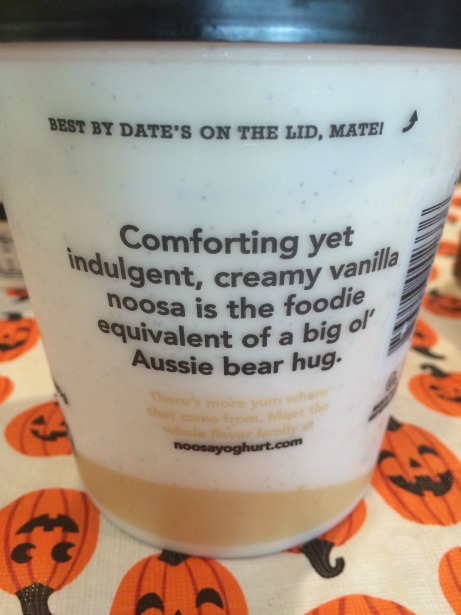 BEST BY DATE'S ON THE LID, MATE!
Comforting yet
indulgent, creamy vanilla
noosa is the foodie
equivalent of a big ol'
Aussie bear hug.
There's more yum where
that came from. Meet the
whole flavor family at
noosayoghurt.com